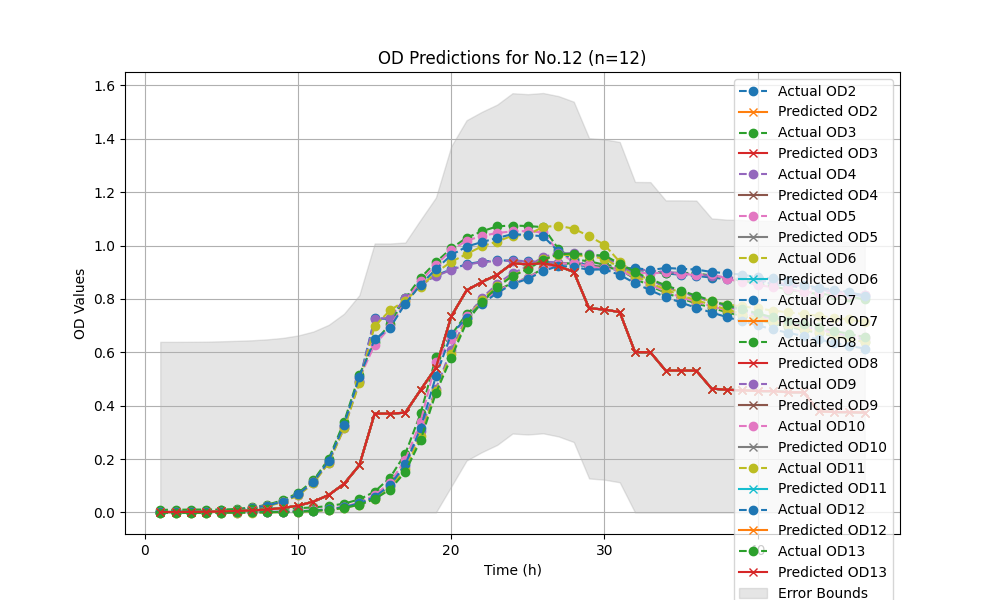 OD Predictions for No.12 (n=12)
OD Values
1.6
1.4
1.2
1.0
0.8
0.6
0.4
0.2
0.0
0
10
20
30
Time (h)
Actual OD2
Predicted OD2
Actual OD3
Predicted OD3
Actual OD4
Predicted OD4
Actual OD5
Predicted OD5
Actual OD6
Predicted OD6
Actual OD7
Predicted OD7
Actual OD8
Predicted OD8
Actual OD9
Predicted OD9
Actual OD10
Predicted OD10
Actual OD11
Predicted OD11
Actual OD12
Predicted OD12
Actual OD13
Predicted OD13
Error Bounds